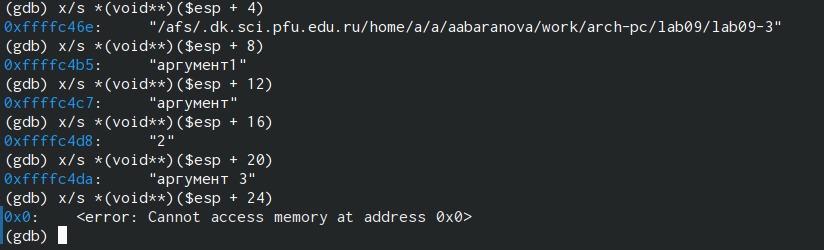 (gdb) x/s *(void**)($esp + 4)
0xffffc46e:	"/afs/.dk.sci.pfu.edu.ru/home/a/a/aabaranova/work/arch-pc/lab09/lab09-3"
(gdb) x/s *(void**)($esp + 8)
0xffffc4b5:	"аргумент1"
(gdb) x/s *(void**)($esp + 12)
0xffffc4c7:	"аргумент"
(gdb) x/s *(void**)($esp + 16)
0xffffc4d8:	"2"
(gdb) x/s *(void**)($esp + 20)
0xffffc4da:	"аргумент 3"
(gdb) x/s *(void**)($esp + 24)
0x0:	<error: Cannot access memory at address 0x0>
(gdb)